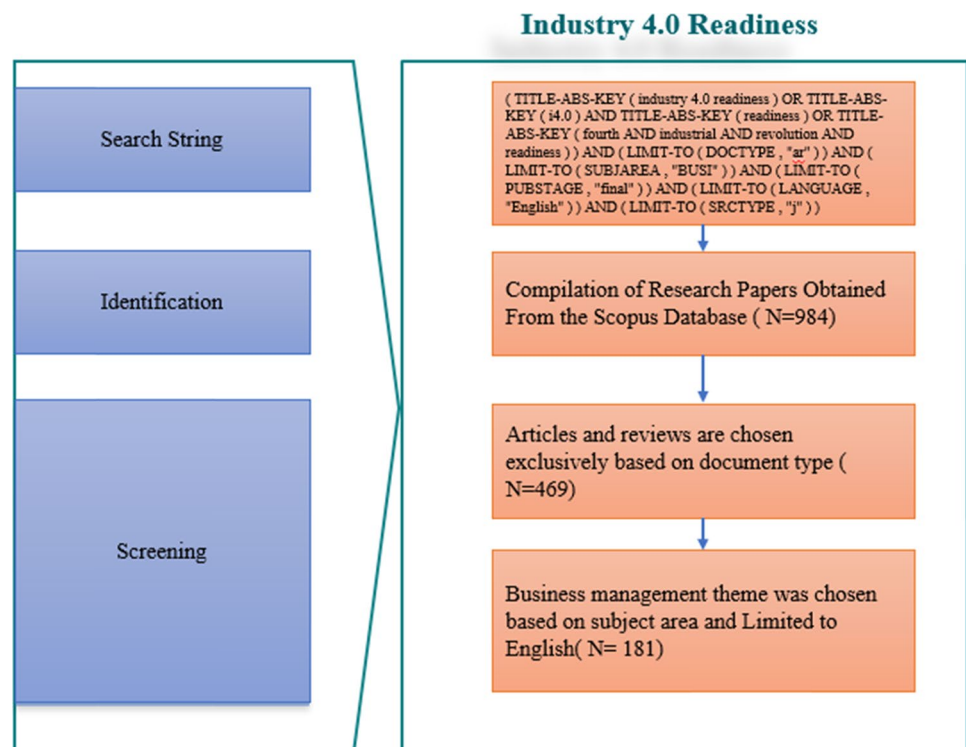 Industry 4.0 Readiness
Search String
( TITLE-ABS-KEY ( industry 4.0 readiness ) OR TITLE-ABS-
KEY ( i4.0 ) AND TITLE-ABS-KEY ( readiness ) OR TITLE-
ABS-KEY ( fourth AND industrial AND revolution AND
readiness ) ) AND ( LIMIT-TO ( DOCTYPE , "ar" ) ) AND (
LIMIT-TO ( SUBJAREA , "BUSI" ) ) AND ( LIMIT-TO (
PUBSTAGE , "final" ) ) AND ( LIMIT-TO ( LANGUAGE ,
"English" ) ) AND ( LIMIT-TO ( SRCTYPE , "j" ) )
Identification
Compilation of Research Papers Obtained
From the Scopus Database ( N=984)
Screening
Articles and reviews are chosen
exclusively based on document type (
N=469)
Business management theme was chosen
based on subject area and Limited to
English( N= 181)